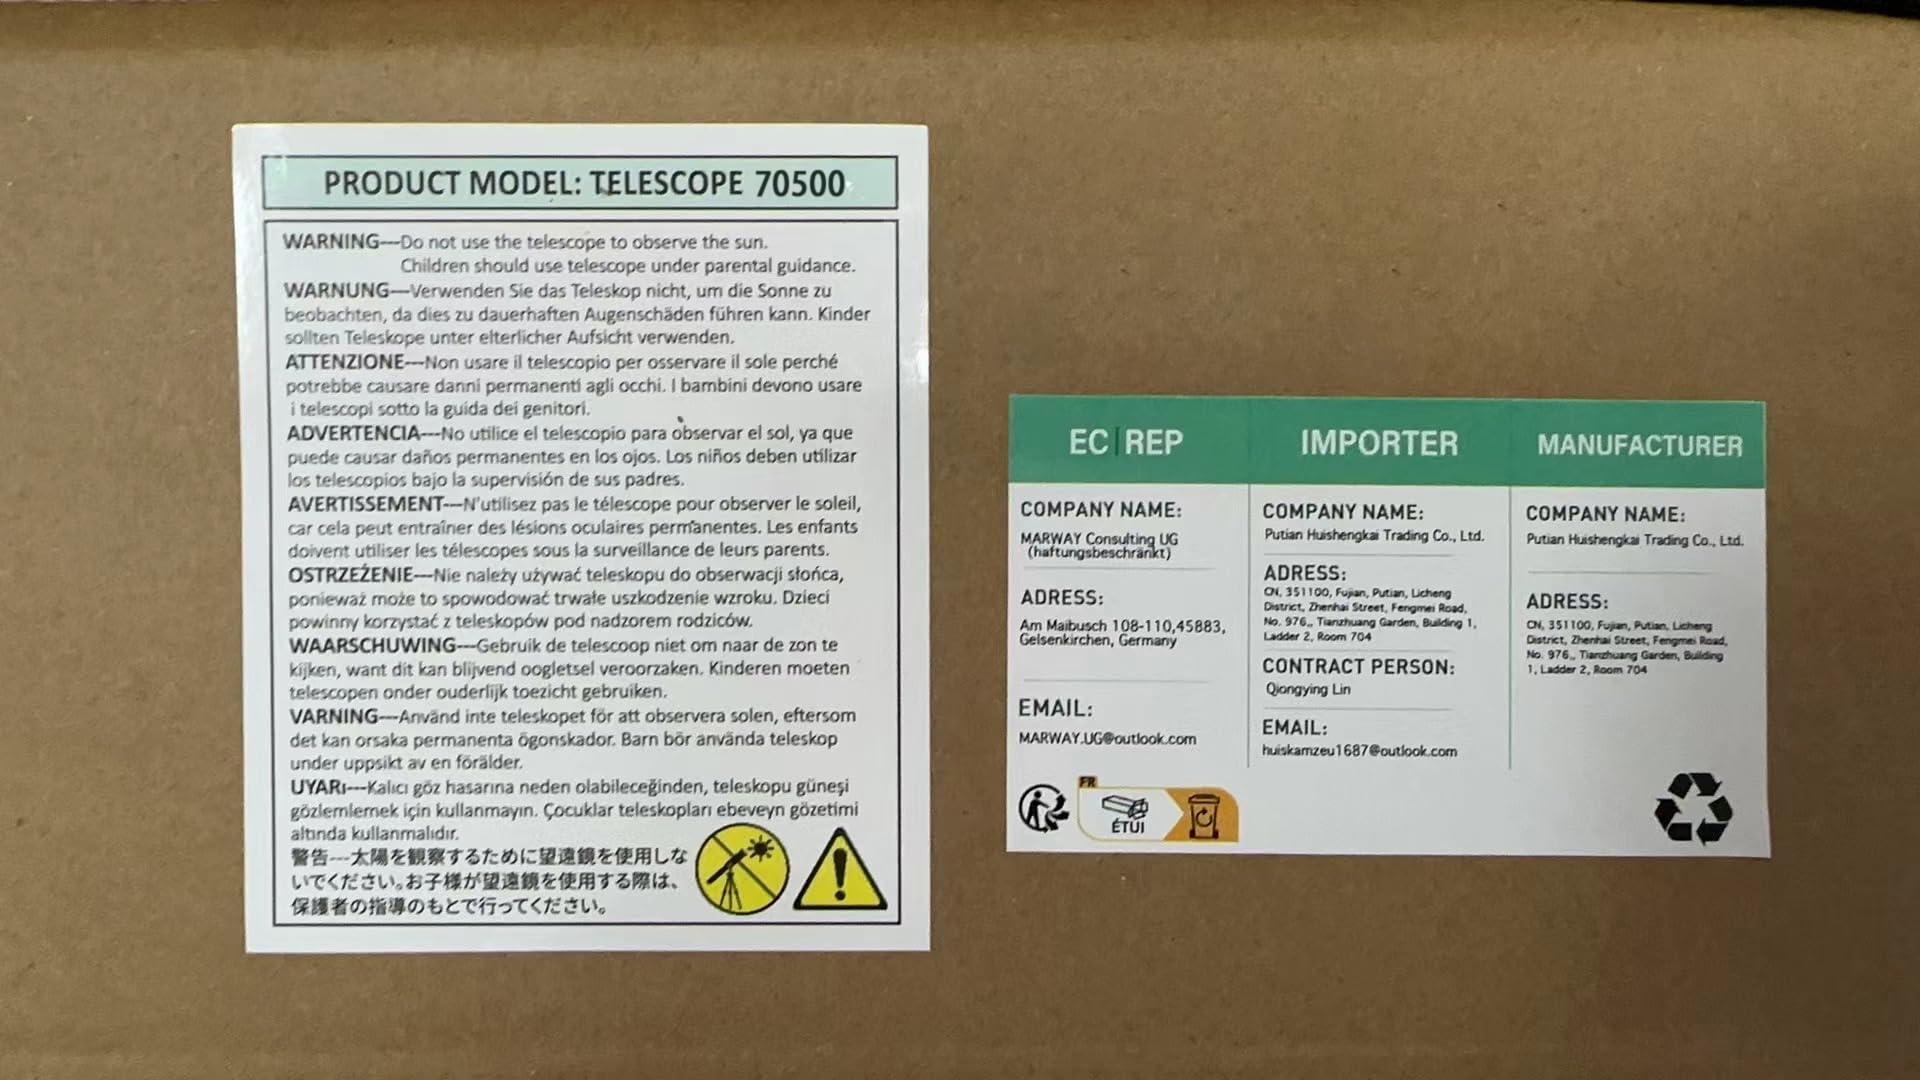 PRODUCT MODEL: TELESCOPE 70500
WARNING---Do not use the telescope to observe the sun.
Children should use telescope under parental guidance.
WARNUNG---Verwenden Sie das Teleskop nicht, um die Sonne zu
beobachten, da dies zu dauerhaften Augenschäden führen kann. Kinder
sollten Teleskope unter elterlicher Aufsicht verwenden.
ATTENZIONE---Non usare il telescopio per osservare il sole perché
potrebbe causare danni permanenti agli occhi. I bambini devono usare
i telescopi sotto la guida dei genitori.
ADVERTENCIA---No utilice el telescopio para observar el sol, ya que
puede causar daños permanentes en los ojos. Los niños deben utilizar
los telescopios bajo la supervisión de sus padres.
AVERTISSEMENT---N'utilisez pas le télescope pour observer le soleil,
car cela peut entraîner des lésions oculaires permanentes. Les enfants
doivent utiliser les télescopes sous la surveillance de leurs parents.
OSTRZEŻENIE---Nie należy używać teleskopu do obserwacji słońca,
ponieważ może to spowodować trwałe uszkodzenie wzroku. Dzieci
powinny korzystać z teleskopów pod nadzorem rodziców.
WAARSCHUWING---Gebruik de telescoop niet om naar de zon te
kijken, want dit kan blijvend oogletsel veroorzaken. Kinderen moeten
telescopen onder ouderlijk toezicht gebruiken.
VARNING---Använd inte teleskopet för att observera solen, eftersom
det kan orsaka permanenta ögonskador. Barn bör använda teleskop
under uppsikt av en förälder.
UYARı---Kalıcı göz hasarına neden olabileceğinden, teleskopu güneşi
gözlemlemek için kullanmayın. Çocuklar teleskopları ebeveyn gözetimi
altında kullanmalıdır.
警告---太陽を観察するために望遠鏡を使用しな
いでください。お子様が望遠鏡を使用する際は、
保護者の指導のもとで行ってください。
EC REP
COMPANY NAME:
MARWAY Consulting UG
(haftungsbeschränkt)
ADRESS:
Am Maibusch 108-110,45883,
Gelsenkirchen, Germany
EMAIL:
MARWAY.UG@outlook.com
FR
ÉTUI
IMPORTER
COMPANY NAME:
Putian Huishengkai Trading Co., Ltd.
ADRESS:
CN, 351100, Fujian, Putian, Licheng
District, Zhenhai Street, Fengmei Road,
No. 976,, Tianzhuang Garden, Building 1,
Ladder 2, Room 704
CONTRACT PERSON:
Qiongying Lin
EMAIL:
huiskamzeu1687@outlook.com
MANUFACTURER
COMPANY NAME:
Putian Huishengkai Trading Co., Ltd.
ADRESS:
CN, 351100, Fujian, Putian, Licheng
District, Zhenhai Street, Fengmei Road,
No. 976,, Tianzhuang Garden, Building
1, Ladder 2, Room 704